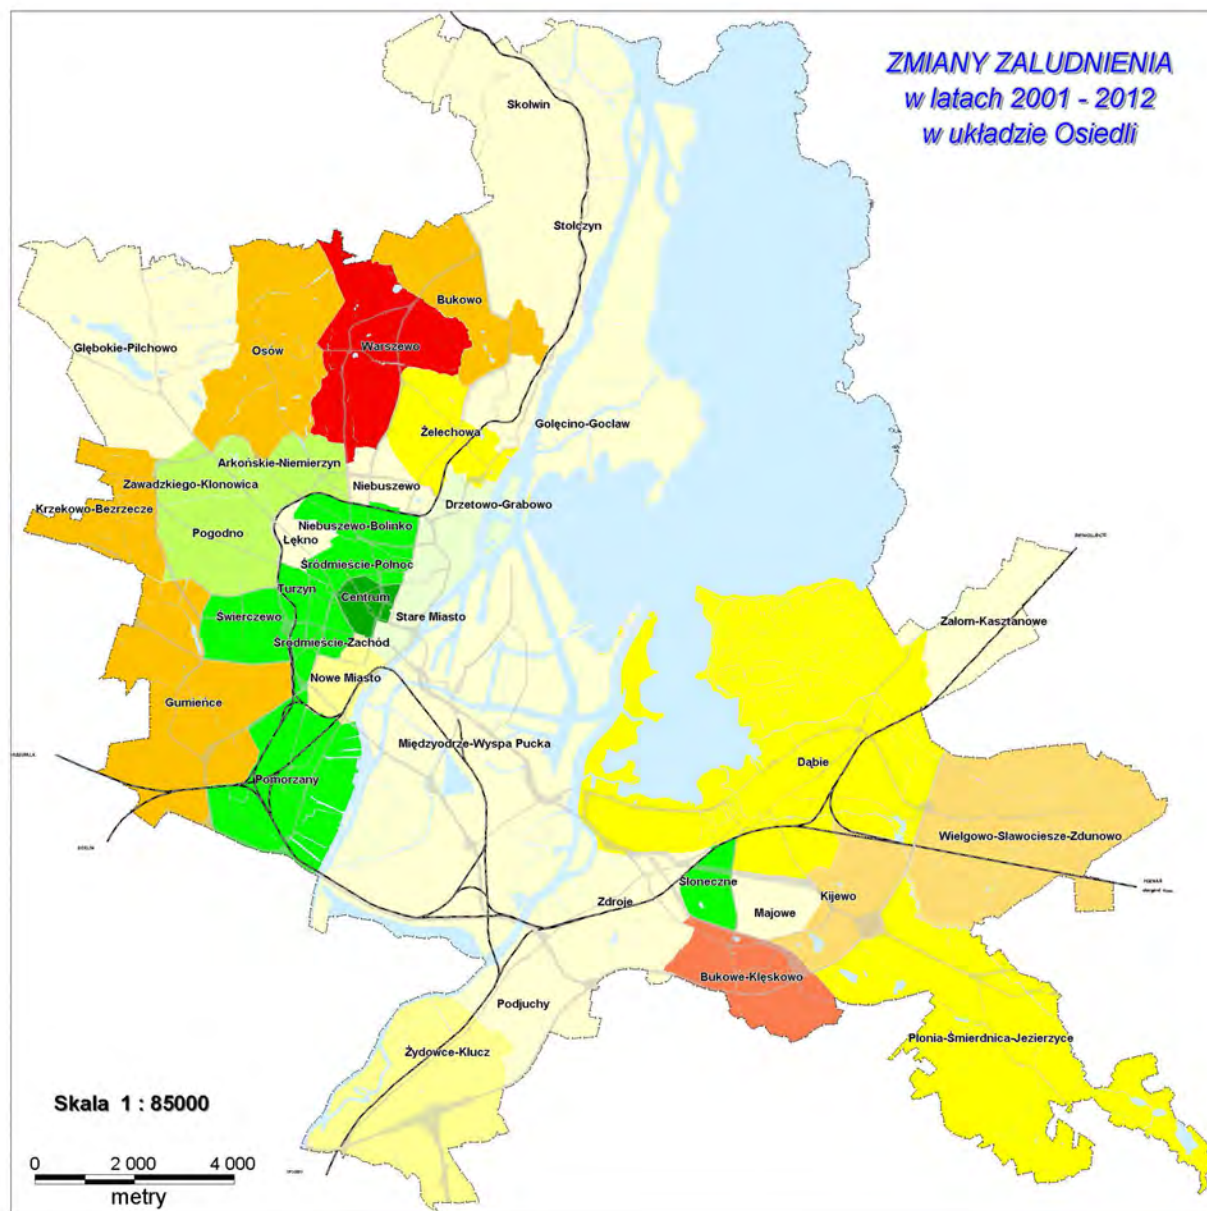 ZMIANY ZALUDNIENIA
w latach 2001 - 2012
w układzie Osiedli
Skolwin
Stołczyn
Bukowo
Głębokie-Pilchowo
Osów
Warszewo
Golęcino-Gocław
Żelechowa
Arkońskie-Niemierzyn
Zawadzkiego-Klonowica
Niebuszewo
Krzekowo-Bezrzecze
Drzetowo-Grabowo
Niebuszewo-Bolinko
Pogodno
Łękno
Śródmieście-Północ
Turzyn
Centrum
Świerczewo
Stare Miasto
Załom-Kasztanowe
Śródmieście-Zachód
Nowe Miasto
Gumieńce
Międzyodrze-Wyspa Pucka
Dąbie
Pomorzany
Wielgowo-Sławociesze-Zdunowo
Słoneczne
Kijewo
Zdroje
Majowe
Bukowe-Klęskowo
Podjuchy
Płonia-Śmierdnica-Jezierzyce
Żydowce-Klucz
Skala 1 : 85000
0 2 000 4 000
metry